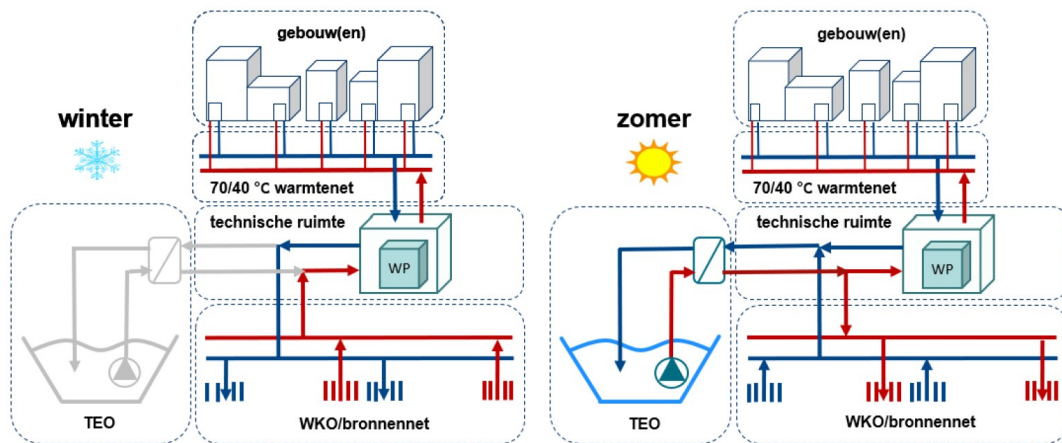 gebouw(en)
winter
70/40 °C warmtenet
technische ruimte
WP
TEO
WKO/bronnennet
gebouw(en)
zomer
70/40 °C warmtenet
technische ruimte
WP
TEO
WKO/bronnennet